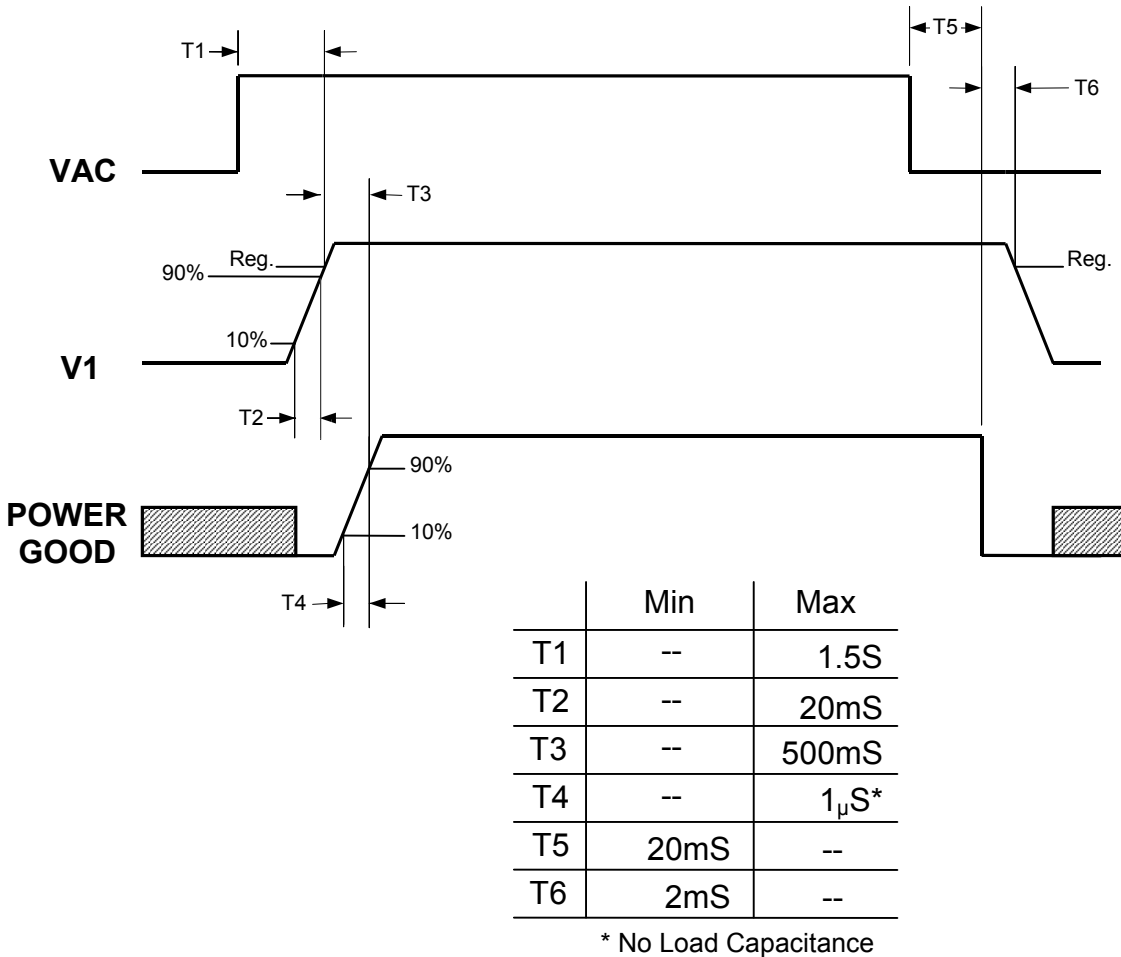 T1
T5
T6
VAC
T3
Reg.
90%
Reg.
10%
V1
T2
90%
POWER
GOOD
10%
T4
Min Max
T1 -- 1.5S
T2 -- 20mS
T3 -- 500mS
T4 -- 1µS*
T5 20mS --
T6 2mS --
* No Load Capacitance